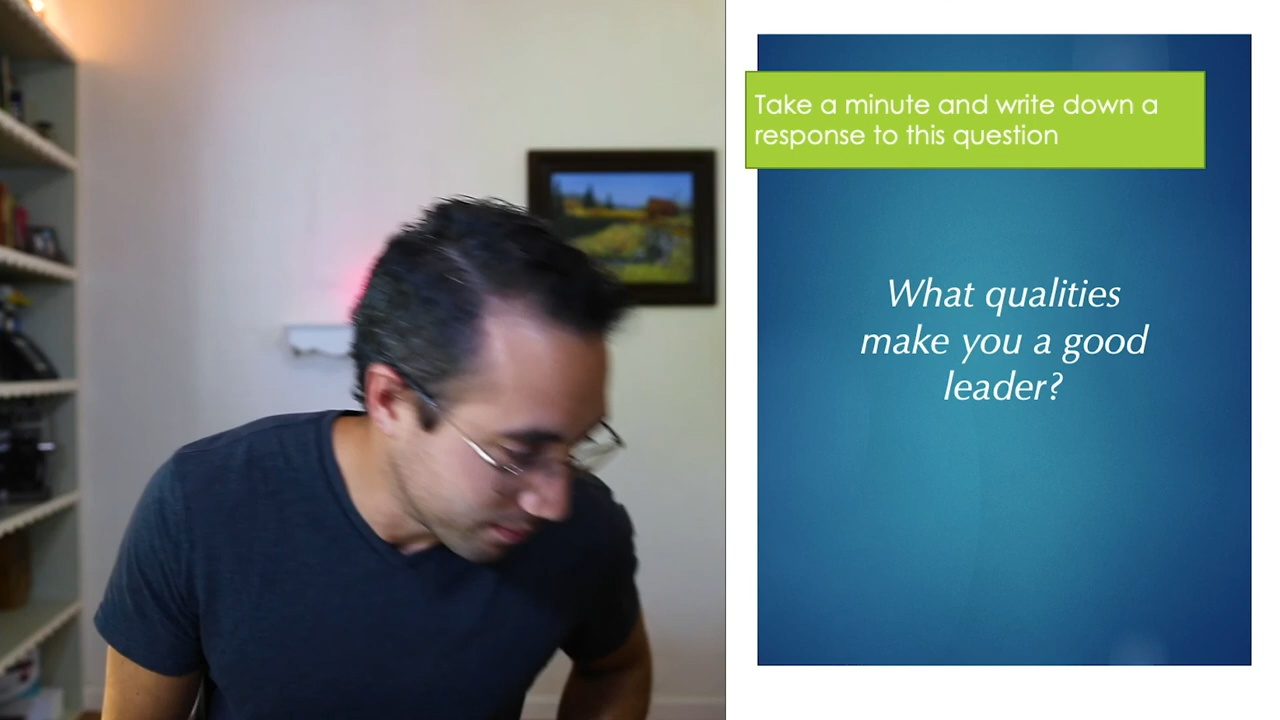 Take a minute and write down a
response to this question
What qualities
make you a good
leader?